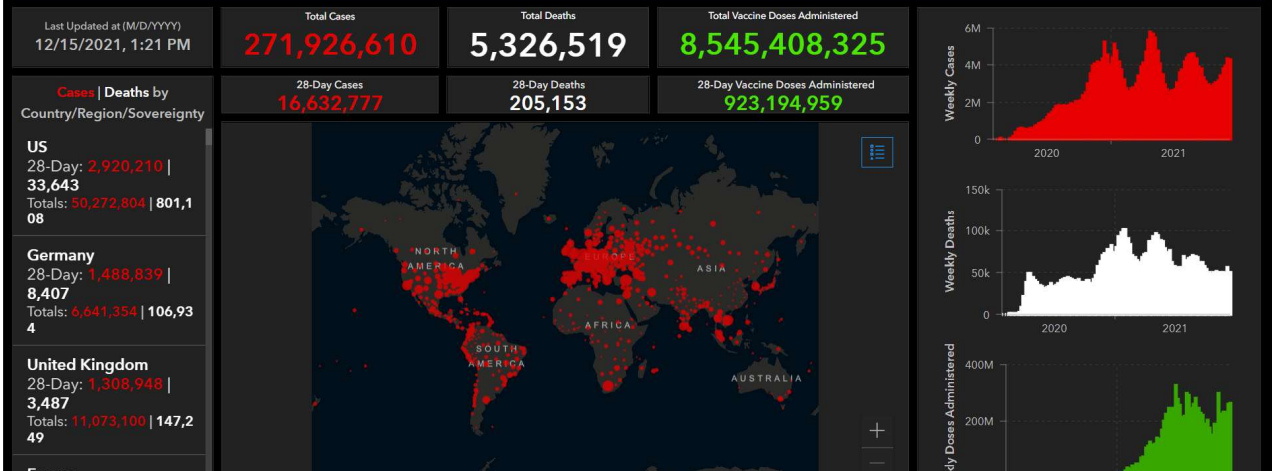 Last Updated at (M/D/YYYY)
12/15/2021, 1:21 PM
Cases | Deaths by
Country/Region/Sovereignty
US
28-Day: 2,920,210 |
33,643
Totals: 50,272,804 | 801,1
08
Germany
28-Day: 1,488,839 |
8,407
Totals: 6,641,354 | 106,93
4
United Kingdom
28-Day: 1,308,948 |
3,487
Totals: 11,073,100 | 147,2
49
Total Cases
271,926,610
Total Deaths
5,326,519
Total Vaccine Doses Administered
8,545,408,325
28-Day Cases
16,632,777
28-Day Deaths
205,153
28-Day Vaccine Doses Administered
923,194,959
NORTH
AMERICA
EUROPE
ASIA
AFRICA
SOUTH
AMERICA
AUSTRALIA
+
−
Weekly Cases
6M
4M
2M
0
2020
2021
Weekly Deaths
150k
100k
50k
0
2020
2021
Doses Administered
400M
200M